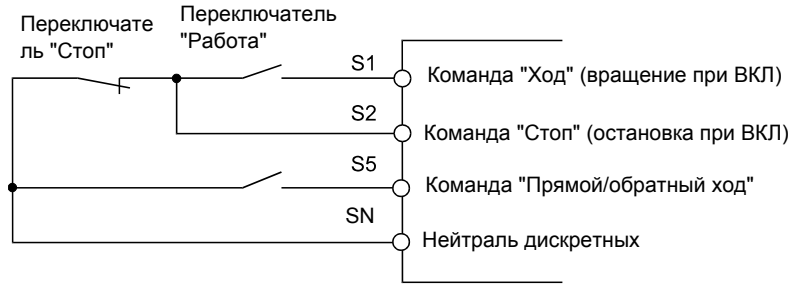 Переключате
ль "Стоп"
Переключатель
"Работа"
S1
Команда "Ход" (вращение при ВКЛ)
S2
Команда "Стоп" (остановка при ВКЛ)
S5
Команда "Прямой/обратный ход"
SN
Нейтраль дискретных